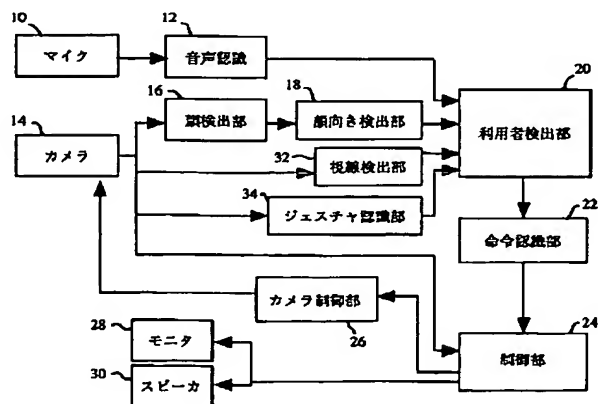 10
マイク
12
音声認識
14
カメラ
16
顔検出部
18
顔向き検出部
20
利用者検出部
32
視線検出部
34
ジェスチャ認識部
22
命令認識部
カメラ制御部
26
24
制御部
28
モニタ
30
スピーカ